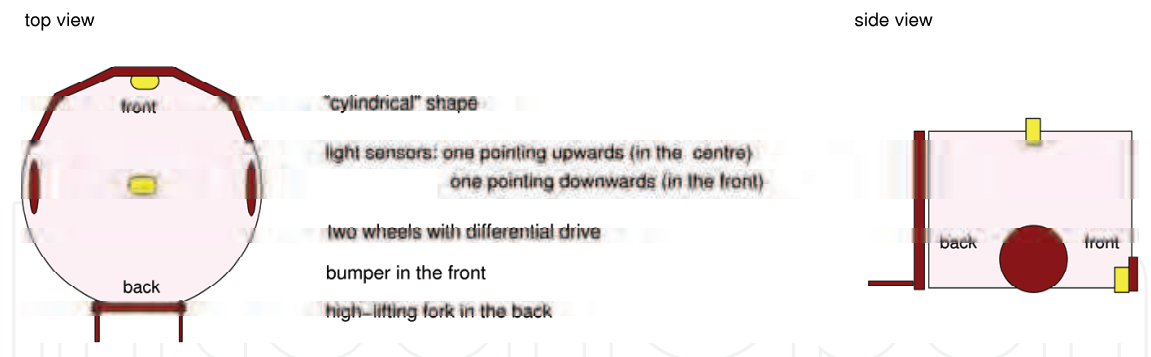 top view
side view
front
"cylindrical" shape
light sensors: one pointing upwards (in the centre)
one pointing downwards (in the front)
two wheels with differential drive
back
front
bumper in the front
back
high-lifting fork in the back